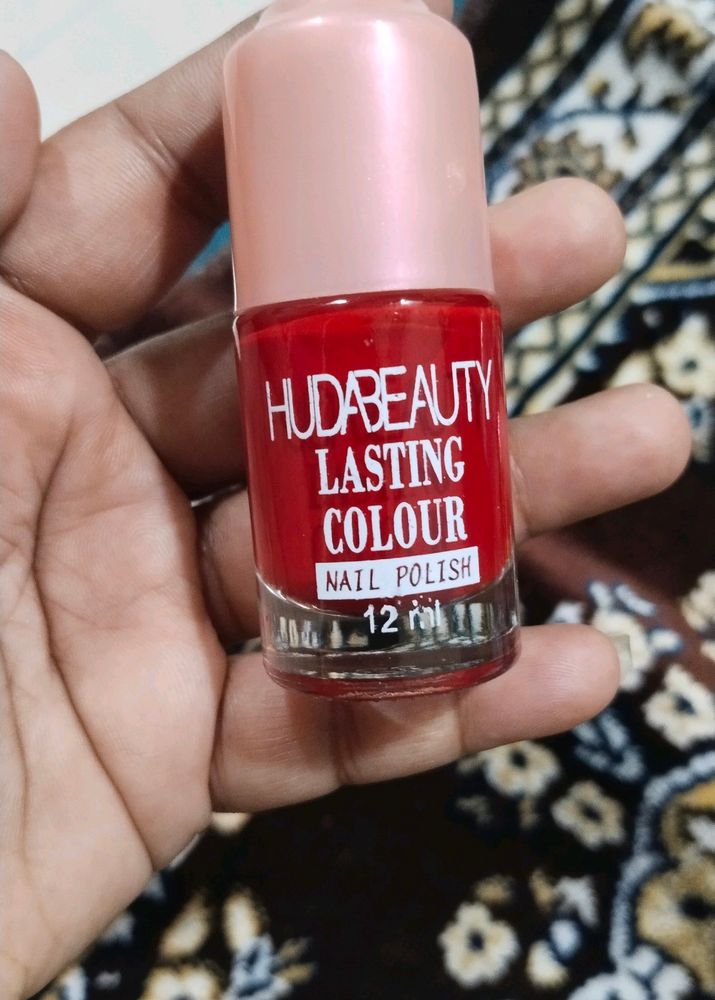 HUDABEAUTY
LASTING
COLOUR
NAIL POLISH
12 ml